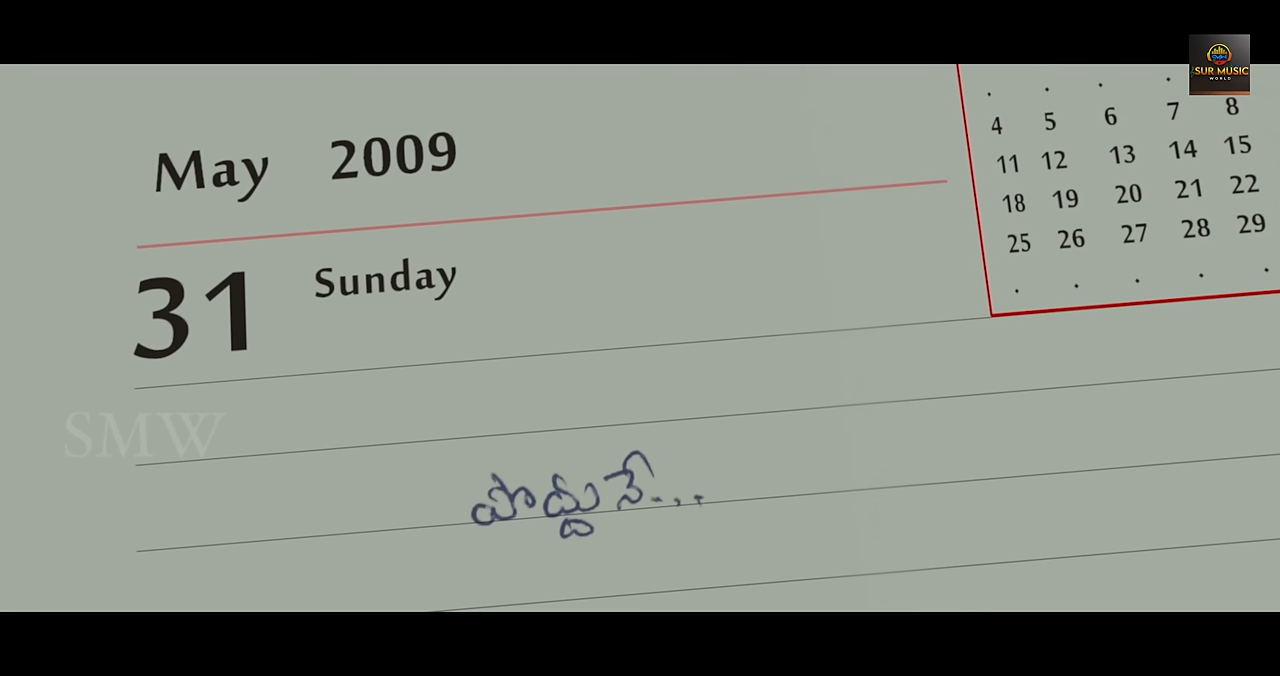 SUR MUSIC
WORLD
May 2009
31 Sunday
. . . .
4 5 6 7 8
11 12 13 14 15
18 19 20 21 22
25 26 27 28 29
. . . . .
SMW
పొద్దునే...